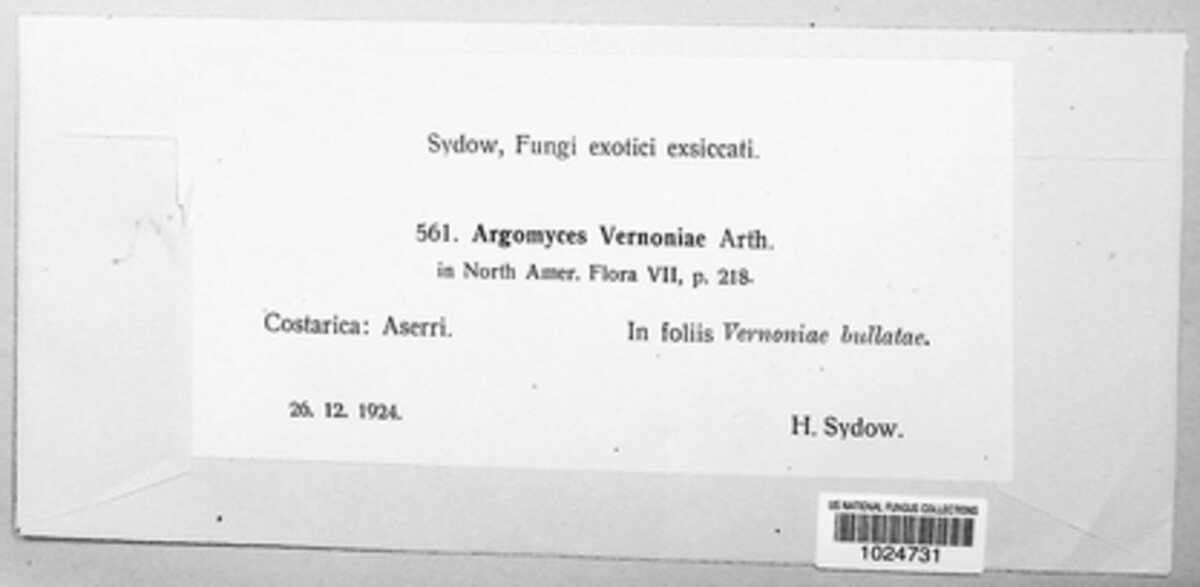 Sydow, Fungi exotici exsiccati.
561. Argomyces Vernoniae Arth.
in North Amer. Flora VII, p. 218.
Costarica: Aserri.
In foliis Vernoniae bullatae.
26. 12. 1924.
H. Sydow.
US NATIONAL FUNGUS COLLECTIONS
1024731